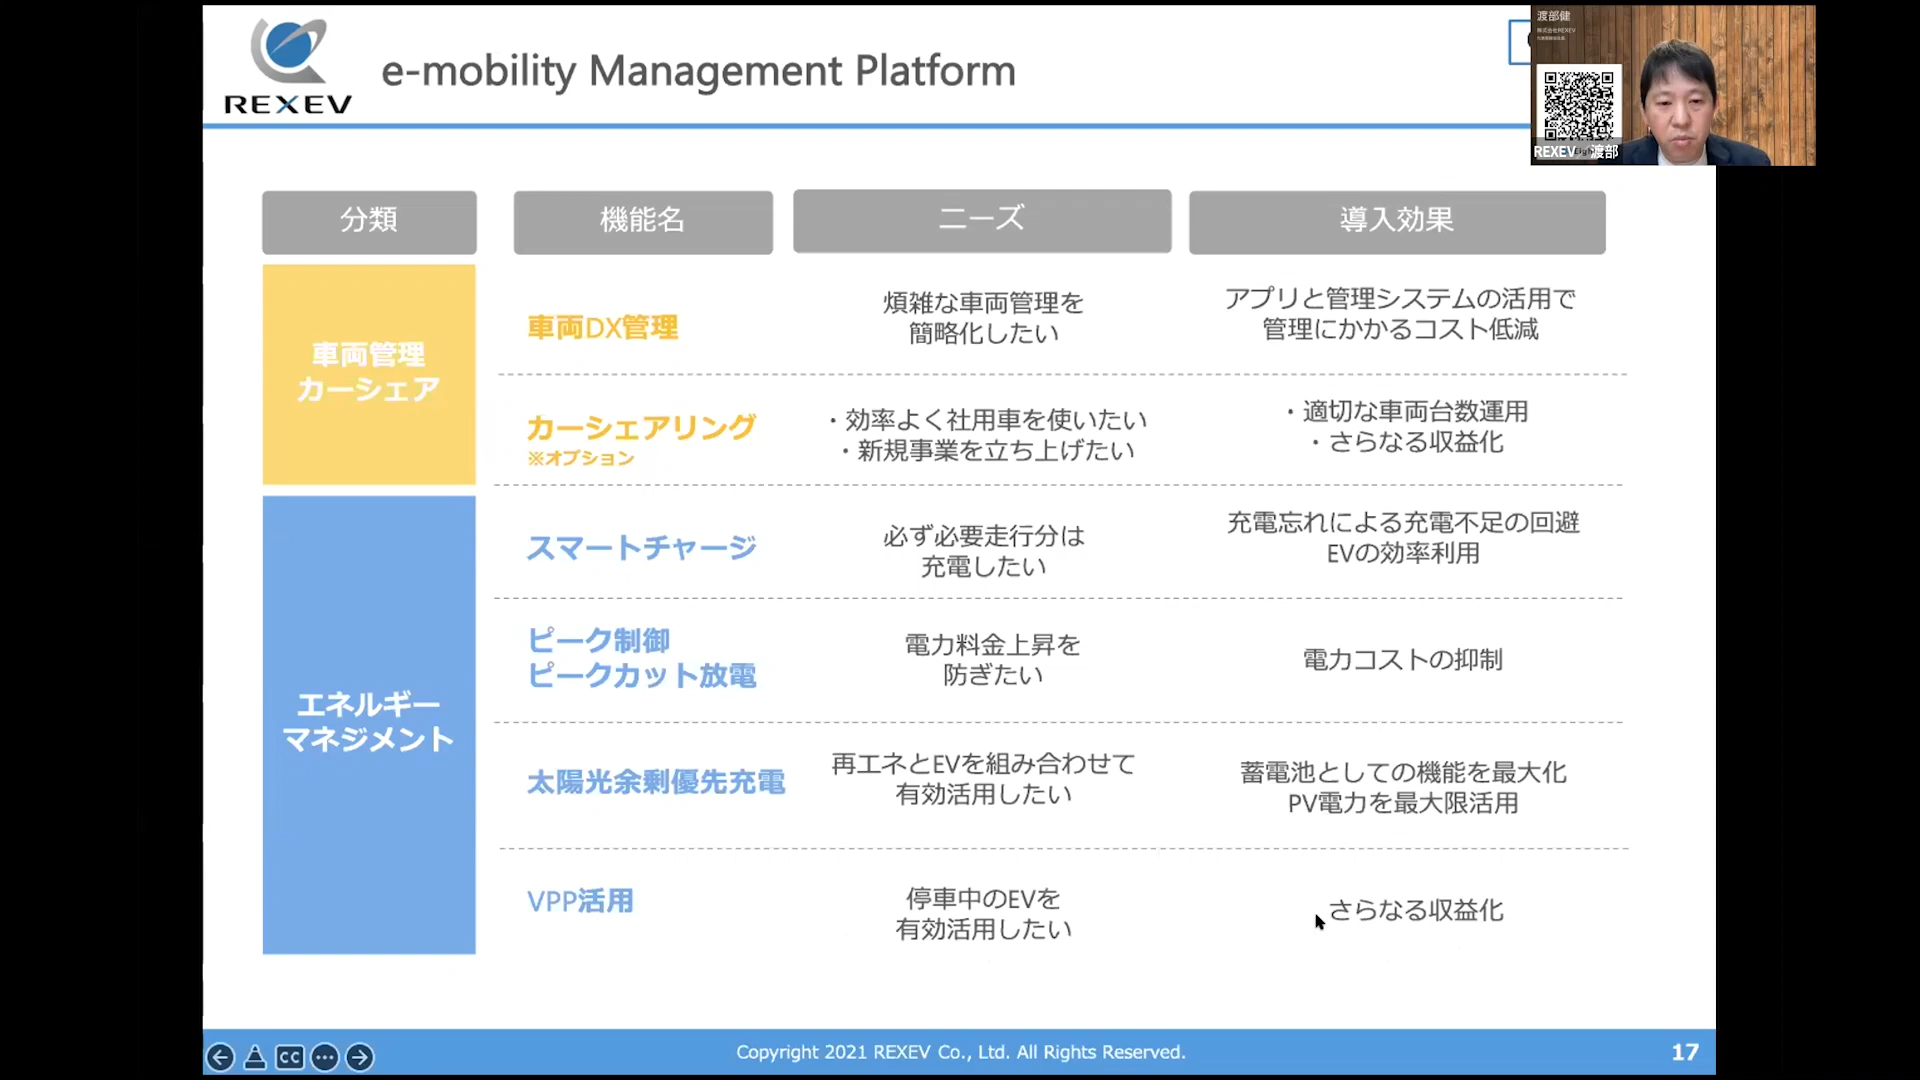 REXEV
e-mobility Management Platform
渡部健
株式会社REXEV
REXEV 渡部
分類
機能名
ニーズ
導入効果
車両管理
カーシェア
車両DX管理
煩雑な車両管理を
簡略化したい
アプリと管理システムの活用で
管理にかかるコスト低減
カーシェアリング
※オプション
・効率よく社用車を使いたい
・新規事業を立ち上げたい
・適切な車両台数運用
・さらなる収益化
エネルギー
マネジメント
スマートチャージ
必ず必要走行分は
充電したい
充電忘れによる充電不足の回避
EVの効率利用
ピーク制御
ピークカット放電
電力料金上昇を
防ぎたい
電力コストの抑制
太陽光余剰優先充電
再エネとEVを組み合わせて
有効活用したい
蓄電池としての機能を最大化
PV電力を最大限活用
VPP活用
停車中のEVを
有効活用したい
さらなる収益化
CC
Copyright 2021 REXEV Co., Ltd. All Rights Reserved.
17